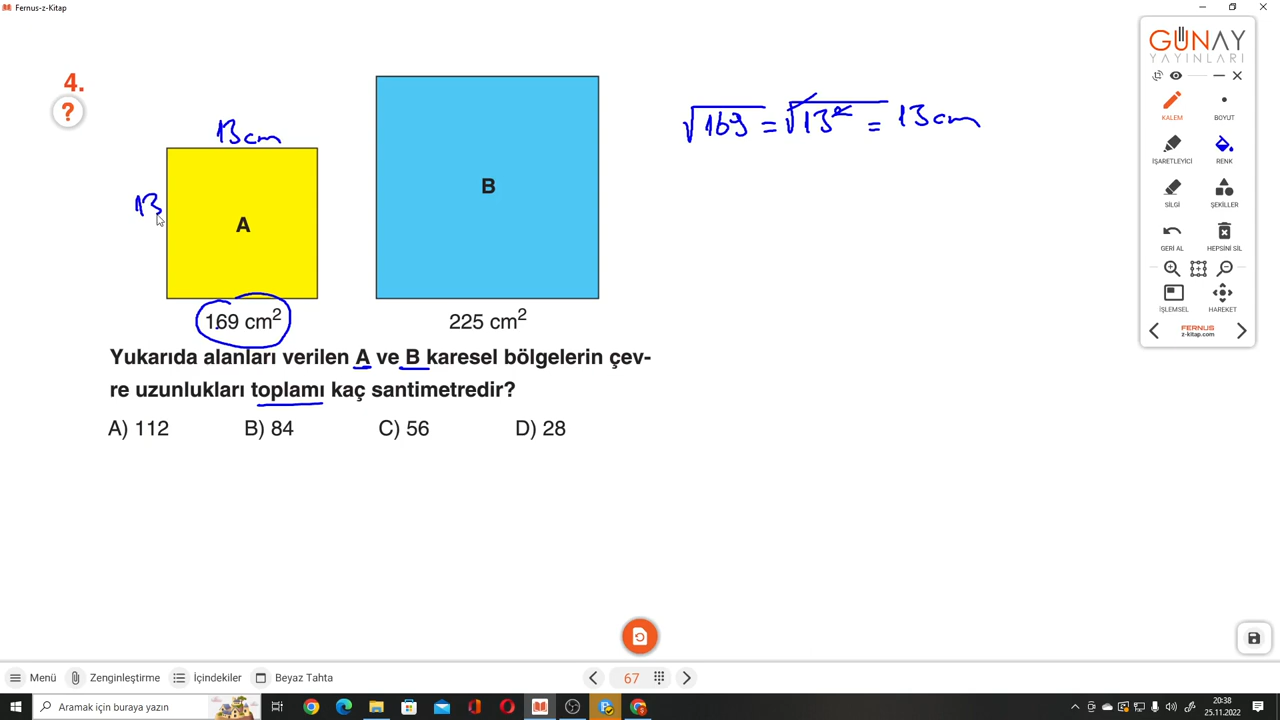 Fernus-z-Kitap
4.
?
13cm
13
A
B
169 cm²
225 cm²
√169 = √13² = 13cm
Yukarıda alanları verilen A ve B karesel bölgelerin çev-
re uzunlukları toplamı kaç santimetredir?
A) 112 B) 84 C) 56 D) 28
GÜNAY
YAYINLARI
KALEM BOYUT
İŞARETLEYİCİ RENK
SİLGİ ŞEKİLLER
GERİ AL HEPSİNİ SİL
İŞLEMSEL HAREKET
FERNUS
z-kitap.com
Menü Zenginleştirme İçindekiler Beyaz Tahta 67
Aramak için buraya yazın
20:38
25.11.2022